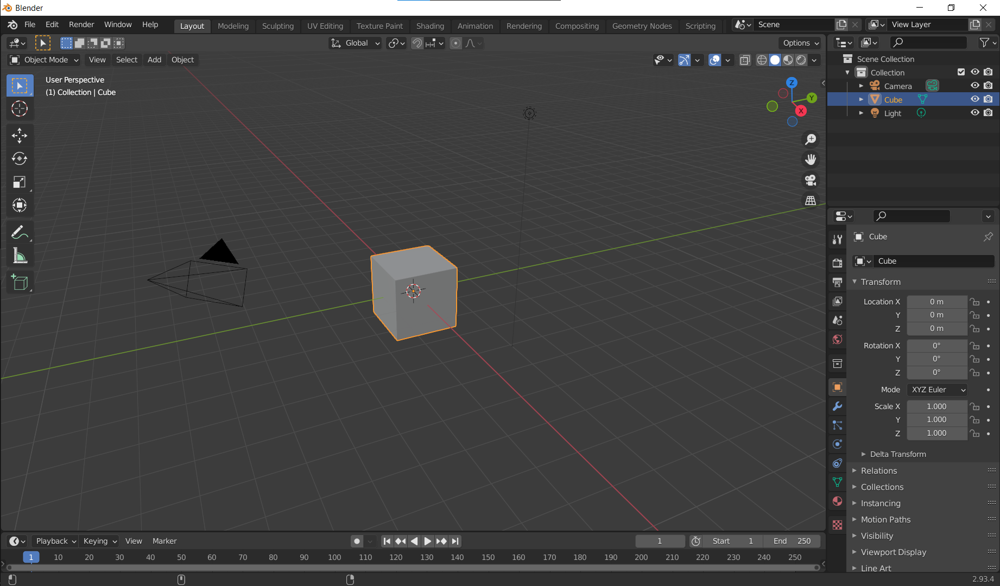 Blender
File Edit Render Window Help Layout Modeling Sculpting UV Editing Texture Paint Shading Animation Rendering Compositing Geometry Nodes Scripting Scene View Layer
Global Options
Object Mode View Select Add Object
User Perspective
(1) Collection | Cube
Z
Y
X
Scene Collection
Collection
Camera
Cube
Light
Cube
Cube
Transform
Location X 0 m
Y 0 m
Z 0 m
Rotation X 0°
Y 0°
Z 0°
Mode XYZ Euler
Scale X 1.000
Y 1.000
Z 1.000
Delta Transform
Relations
Collections
Instancing
Motion Paths
Visibility
Viewport Display
Line Art
Playback Keying View Marker 1 Start 1 End 250
1 10 20 30 40 50 60 70 80 90 100 110 120 130 140 150 160 170 180 190 200 210 220 230 240 250
2.93.4